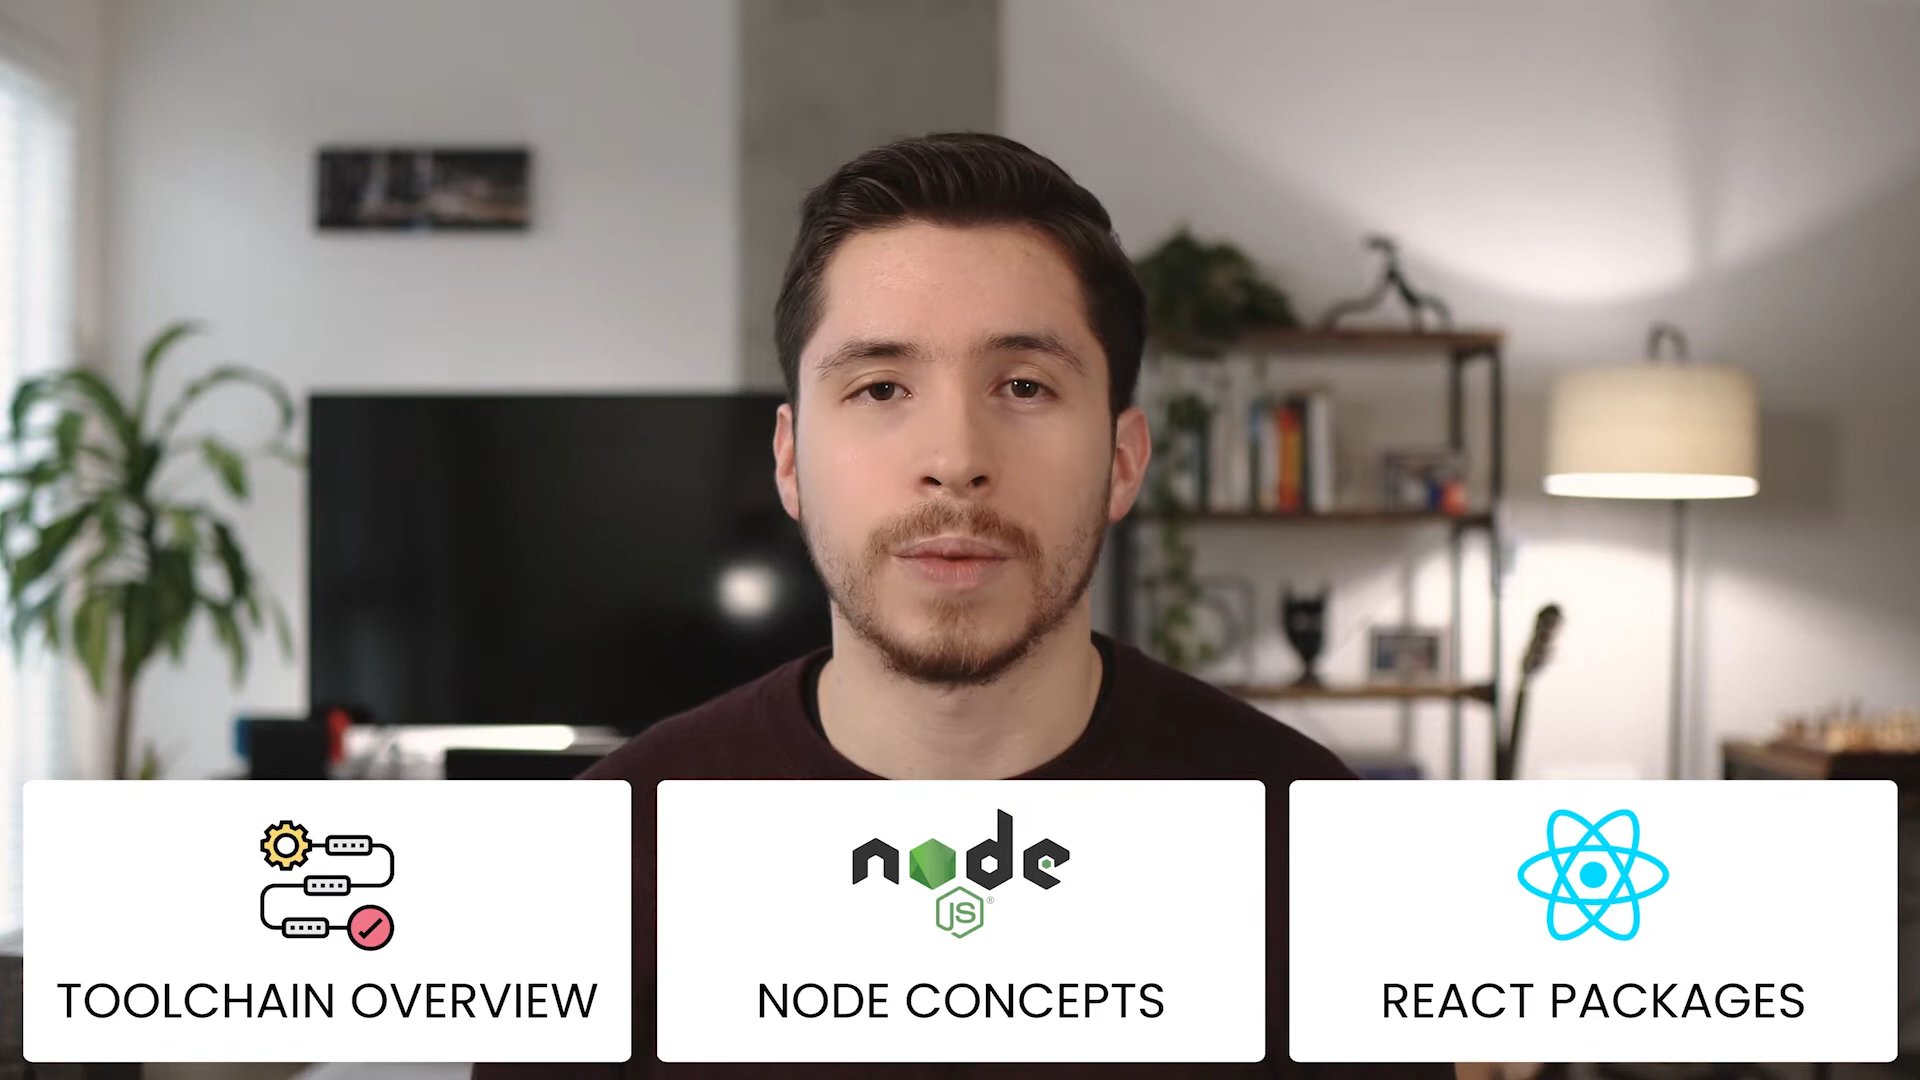 node
JS®
TOOLCHAIN OVERVIEW
NODE CONCEPTS
REACT PACKAGES